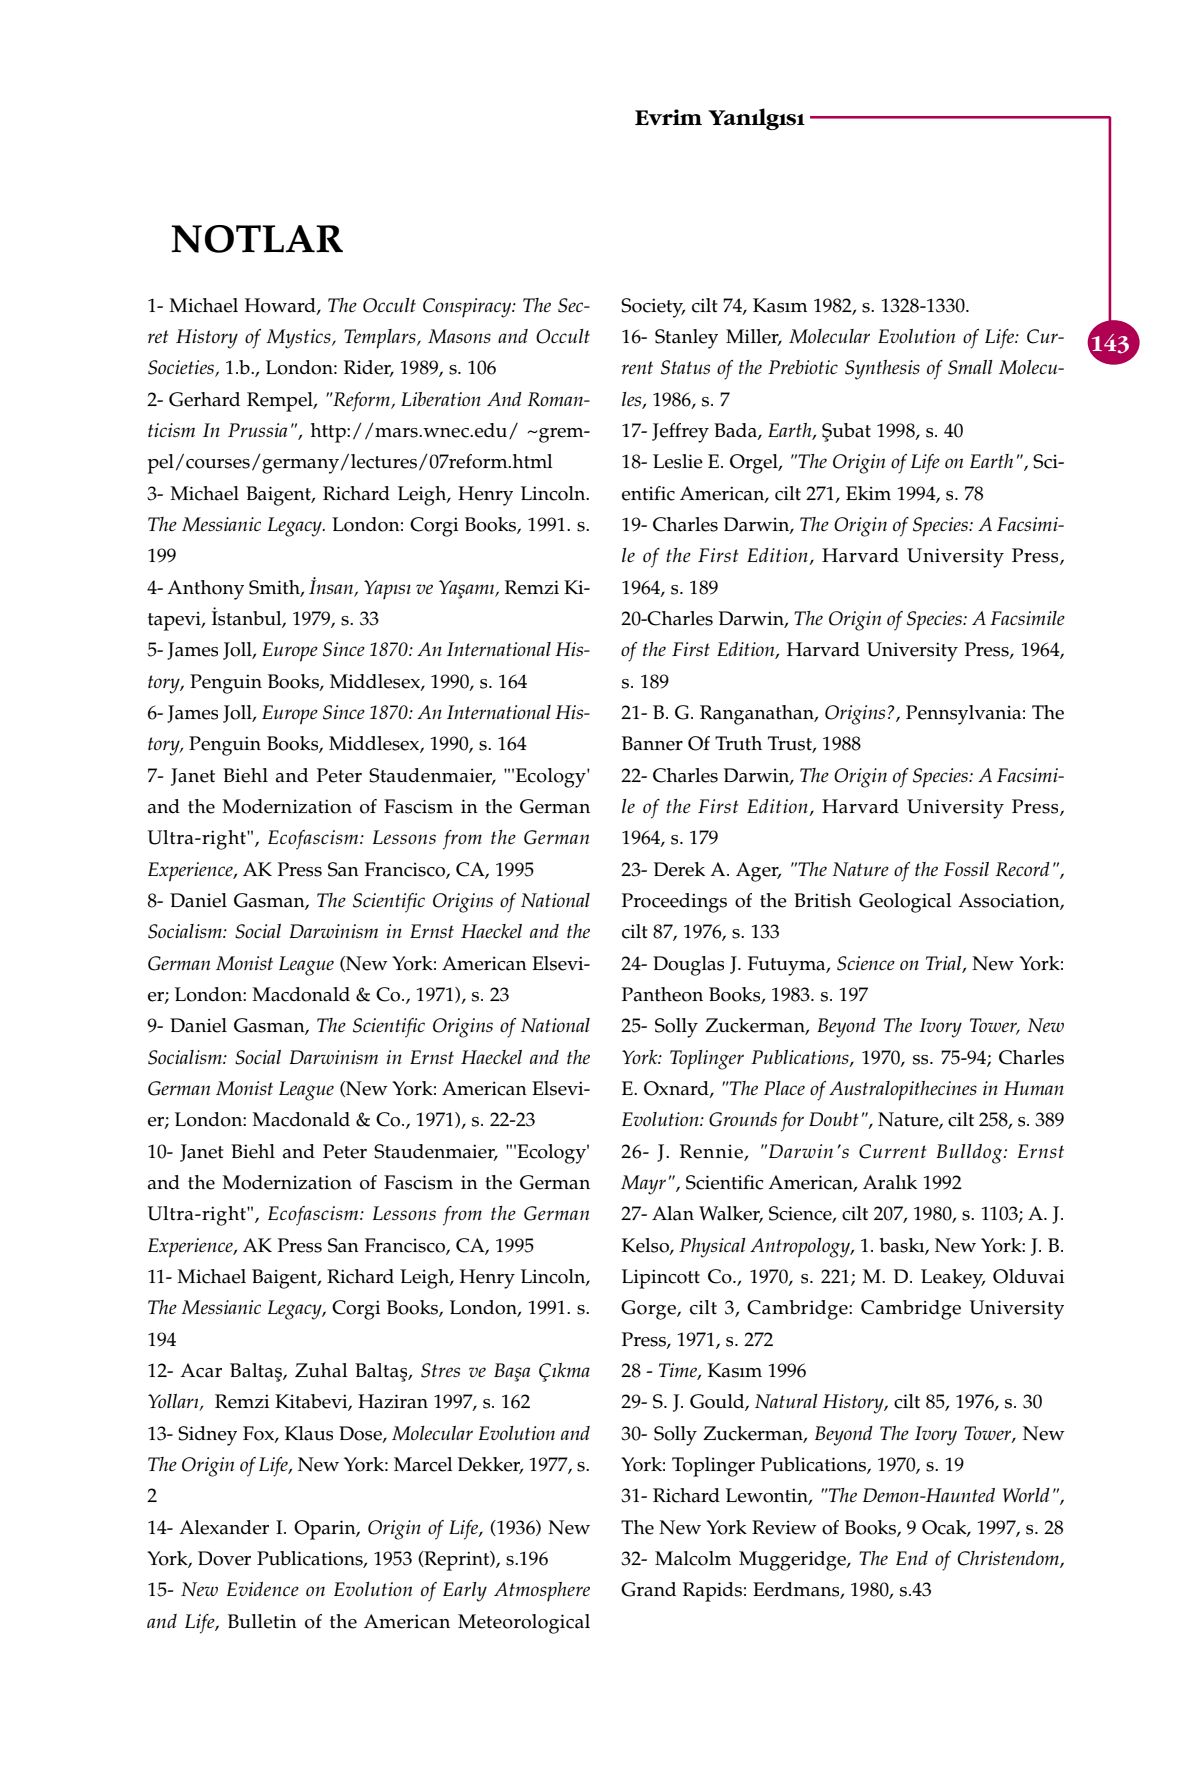 Evrim Yanılgısı
143
NOTLAR
1- Michael Howard, The Occult Conspiracy: The Sec-
ret History of Mystics, Templars, Masons and Occult
Societies, 1.b., London: Rider, 1989, s. 106
2- Gerhard Rempel, "Reform, Liberation And Roman-
ticism In Prussia", http://mars.wnec.edu/ ~grem-
pel/courses/germany/lectures/07reform.html
3- Michael Baigent, Richard Leigh, Henry Lincoln.
The Messianic Legacy. London: Corgi Books, 1991. s.
199
4- Anthony Smith, İnsan, Yapısı ve Yaşamı, Remzi Ki-
tapevi, İstanbul, 1979, s. 33
5- James Joll, Europe Since 1870: An International His-
tory, Penguin Books, Middlesex, 1990, s. 164
6- James Joll, Europe Since 1870: An International His-
tory, Penguin Books, Middlesex, 1990, s. 164
7- Janet Biehl and Peter Staudenmaier, "'Ecology'
and the Modernization of Fascism in the German
Ultra-right", Ecofascism: Lessons from the German
Experience, AK Press San Francisco, CA, 1995
8- Daniel Gasman, The Scientific Origins of National
Socialism: Social Darwinism in Ernst Haeckel and the
German Monist League (New York: American Elsevi-
er; London: Macdonald & Co., 1971), s. 23
9- Daniel Gasman, The Scientific Origins of National
Socialism: Social Darwinism in Ernst Haeckel and the
German Monist League (New York: American Elsevi-
er; London: Macdonald & Co., 1971), s. 22-23
10- Janet Biehl and Peter Staudenmaier, "'Ecology'
and the Modernization of Fascism in the German
Ultra-right", Ecofascism: Lessons from the German
Experience, AK Press San Francisco, CA, 1995
11- Michael Baigent, Richard Leigh, Henry Lincoln,
The Messianic Legacy, Corgi Books, London, 1991. s.
194
12- Acar Baltaş, Zuhal Baltaş, Stres ve Başa Çıkma
Yolları, Remzi Kitabevi, Haziran 1997, s. 162
13- Sidney Fox, Klaus Dose, Molecular Evolution and
The Origin of Life, New York: Marcel Dekker, 1977, s.
2
14- Alexander I. Oparin, Origin of Life, (1936) New
York, Dover Publications, 1953 (Reprint), s.196
15- New Evidence on Evolution of Early Atmosphere
and Life, Bulletin of the American Meteorological
Society, cilt 74, Kasım 1982, s. 1328-1330.
16- Stanley Miller, Molecular Evolution of Life: Cur-
rent Status of the Prebiotic Synthesis of Small Molecu-
les, 1986, s. 7
17- Jeffrey Bada, Earth, Şubat 1998, s. 40
18- Leslie E. Orgel, "The Origin of Life on Earth", Sci-
entific American, cilt 271, Ekim 1994, s. 78
19- Charles Darwin, The Origin of Species: A Facsimi-
le of the First Edition, Harvard University Press,
1964, s. 189
20-Charles Darwin, The Origin of Species: A Facsimile
of the First Edition, Harvard University Press, 1964,
s. 189
21- B. G. Ranganathan, Origins?, Pennsylvania: The
Banner Of Truth Trust, 1988
22- Charles Darwin, The Origin of Species: A Facsimi-
le of the First Edition, Harvard University Press,
1964, s. 179
23- Derek A. Ager, "The Nature of the Fossil Record",
Proceedings of the British Geological Association,
cilt 87, 1976, s. 133
24- Douglas J. Futuyma, Science on Trial, New York:
Pantheon Books, 1983. s. 197
25- Solly Zuckerman, Beyond The Ivory Tower, New
York: Toplinger Publications, 1970, ss. 75-94; Charles
E. Oxnard, "The Place of Australopithecines in Human
Evolution: Grounds for Doubt", Nature, cilt 258, s. 389
26- J. Rennie, "Darwin's Current Bulldog: Ernst
Mayr", Scientific American, Aralık 1992
27- Alan Walker, Science, cilt 207, 1980, s. 1103; A. J.
Kelso, Physical Antropology, 1. baskı, New York: J. B.
Lipincott Co., 1970, s. 221; M. D. Leakey, Olduvai
Gorge, cilt 3, Cambridge: Cambridge University
Press, 1971, s. 272
28 - Time, Kasım 1996
29- S. J. Gould, Natural History, cilt 85, 1976, s. 30
30- Solly Zuckerman, Beyond The Ivory Tower, New
York: Toplinger Publications, 1970, s. 19
31- Richard Lewontin, "The Demon-Haunted World",
The New York Review of Books, 9 Ocak, 1997, s. 28
32- Malcolm Muggeridge, The End of Christendom,
Grand Rapids: Eerdmans, 1980, s.43